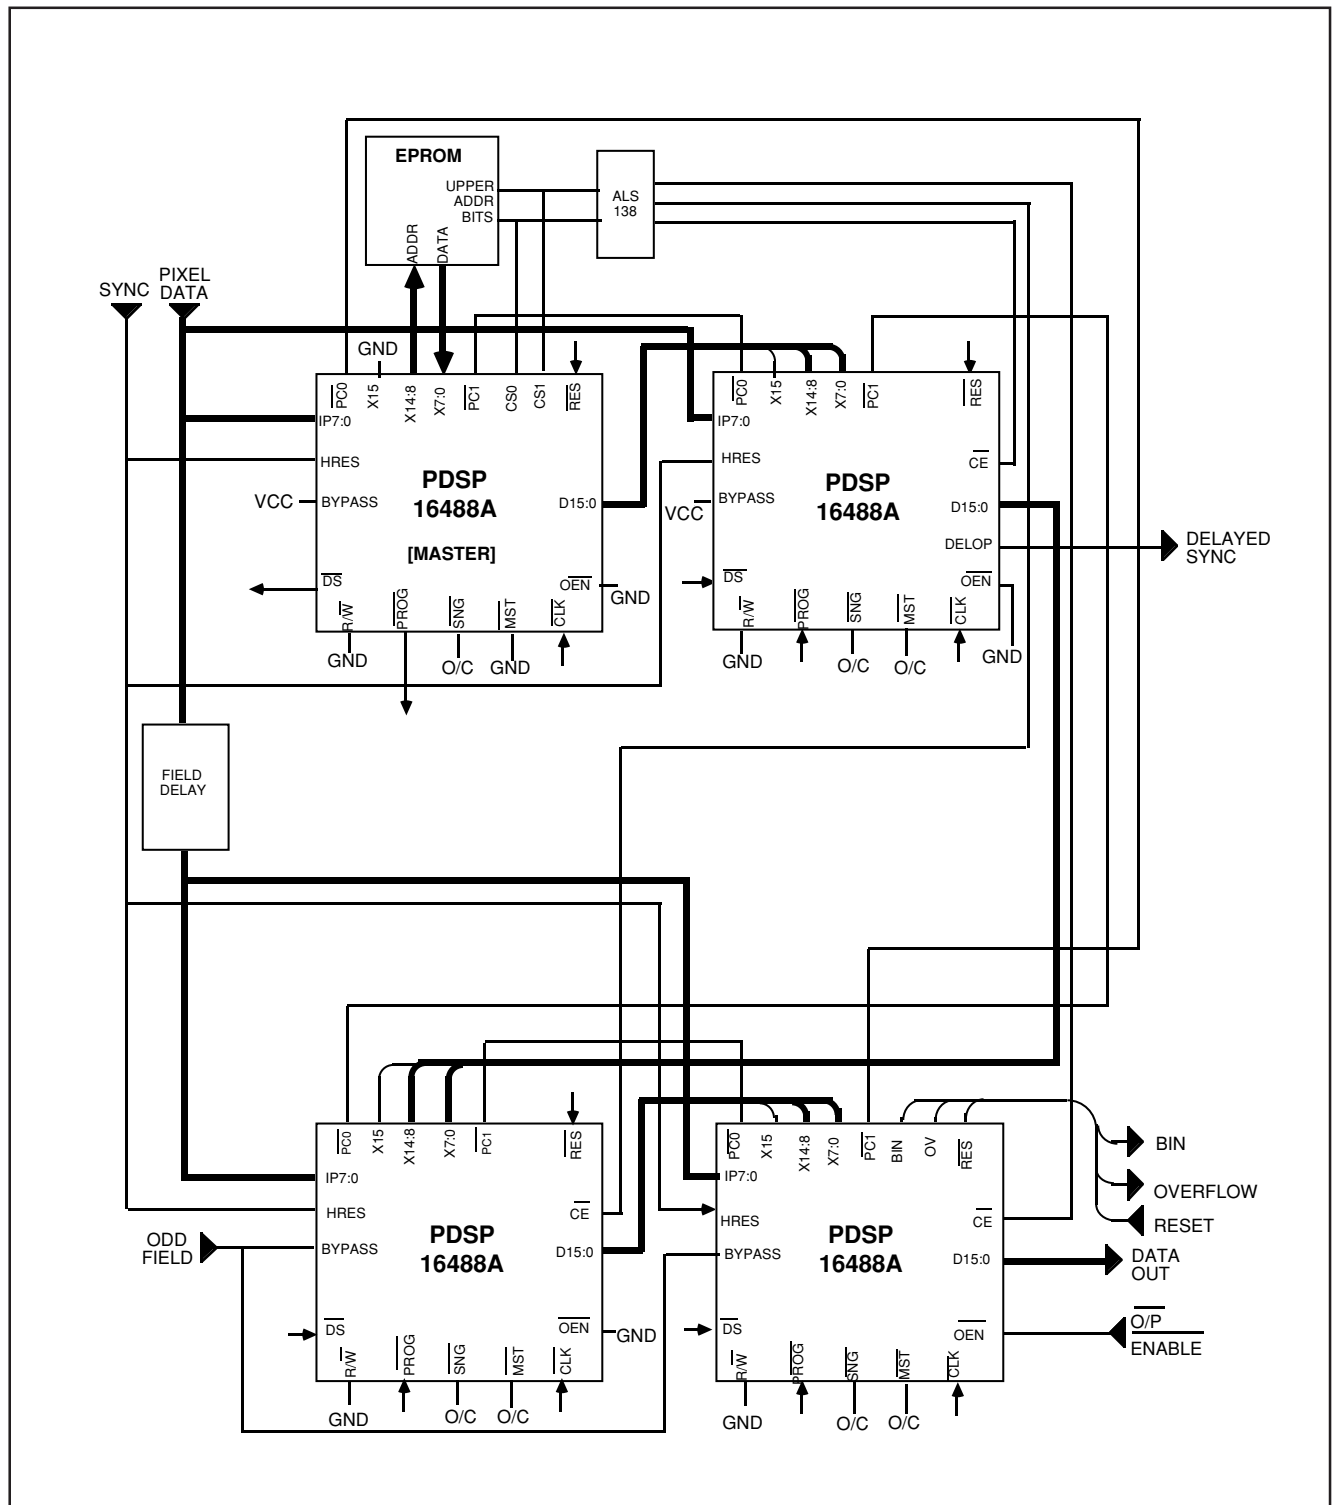 EPROM
UPPER
ADDR
BITS
ADDR
DATA
ALS
138
SYNC
PIXEL
DATA
GND
PC0
X15
X14:8
X7:0
PC1
CS0
CS1
RES
IP7:0
HRES
VCC
BYPASS
PDSP
16488A
[MASTER]
D15:0
DS
OEN
GND
R/W
PROG
SNG
MST
CLK
GND
O/C
GND
PC0
X15
X14:8
X7:0
PC1
RES
IP7:0
HRES
VCC
BYPASS
PDSP
16488A
CE
D15:0
DELOP
DELAYED
SYNC
DS
OEN
R/W
PROG
SNG
MST
CLK
GND
O/C
O/C
GND
FIELD
DELAY
PC0
X15
X14:8
X7:0
PC1
RES
IP7:0
HRES
ODD
FIELD
BYPASS
PDSP
16488A
CE
D15:0
DS
OEN
GND
R/W
PROG
SNG
MST
CLK
GND
O/C
O/C
PC0
X15
X14:8
X7:0
PC1
BIN
OV
RES
BIN
OVERFLOW
RESET
IP7:0
HRES
BYPASS
PDSP
16488A
CE
D15:0
DATA
OUT
DS
OEN
O/P
ENABLE
R/W
PROG
SNG
MST
CLK
GND
O/C
O/C